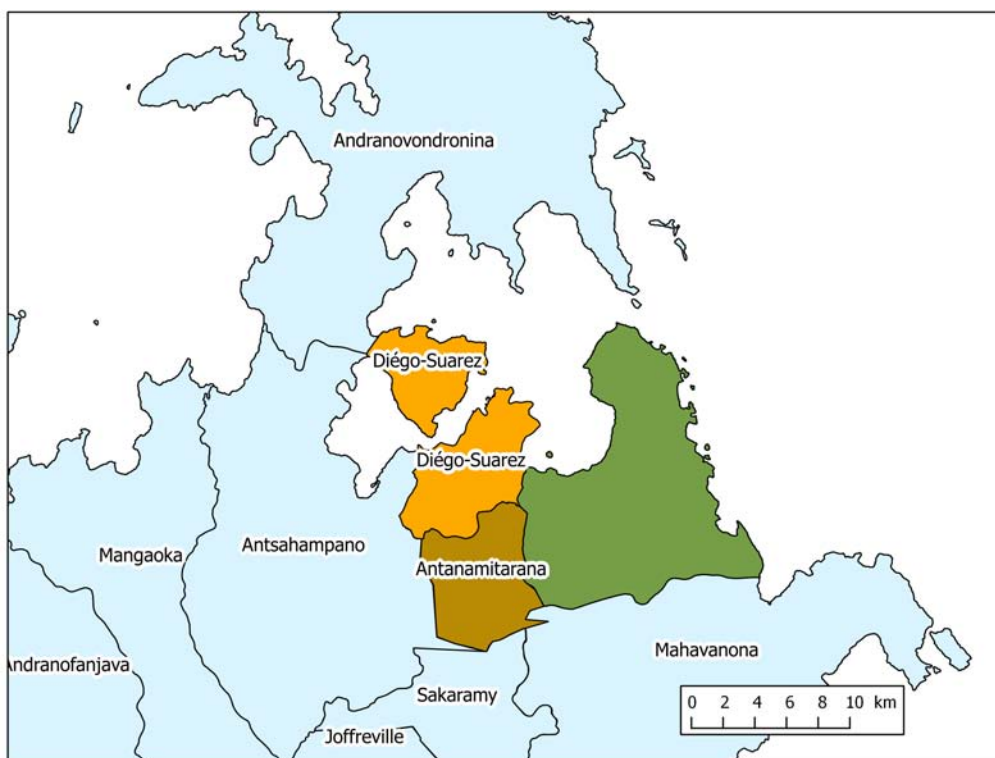 Andranovondronina
Diégo-Suarez
Diégo-Suarez
Antsahampano
Mangaoka
Antanamitarana
Mahavanona
Andranofanjava
Sakaramy
Joffreville
0 2 4 6 8 10 km